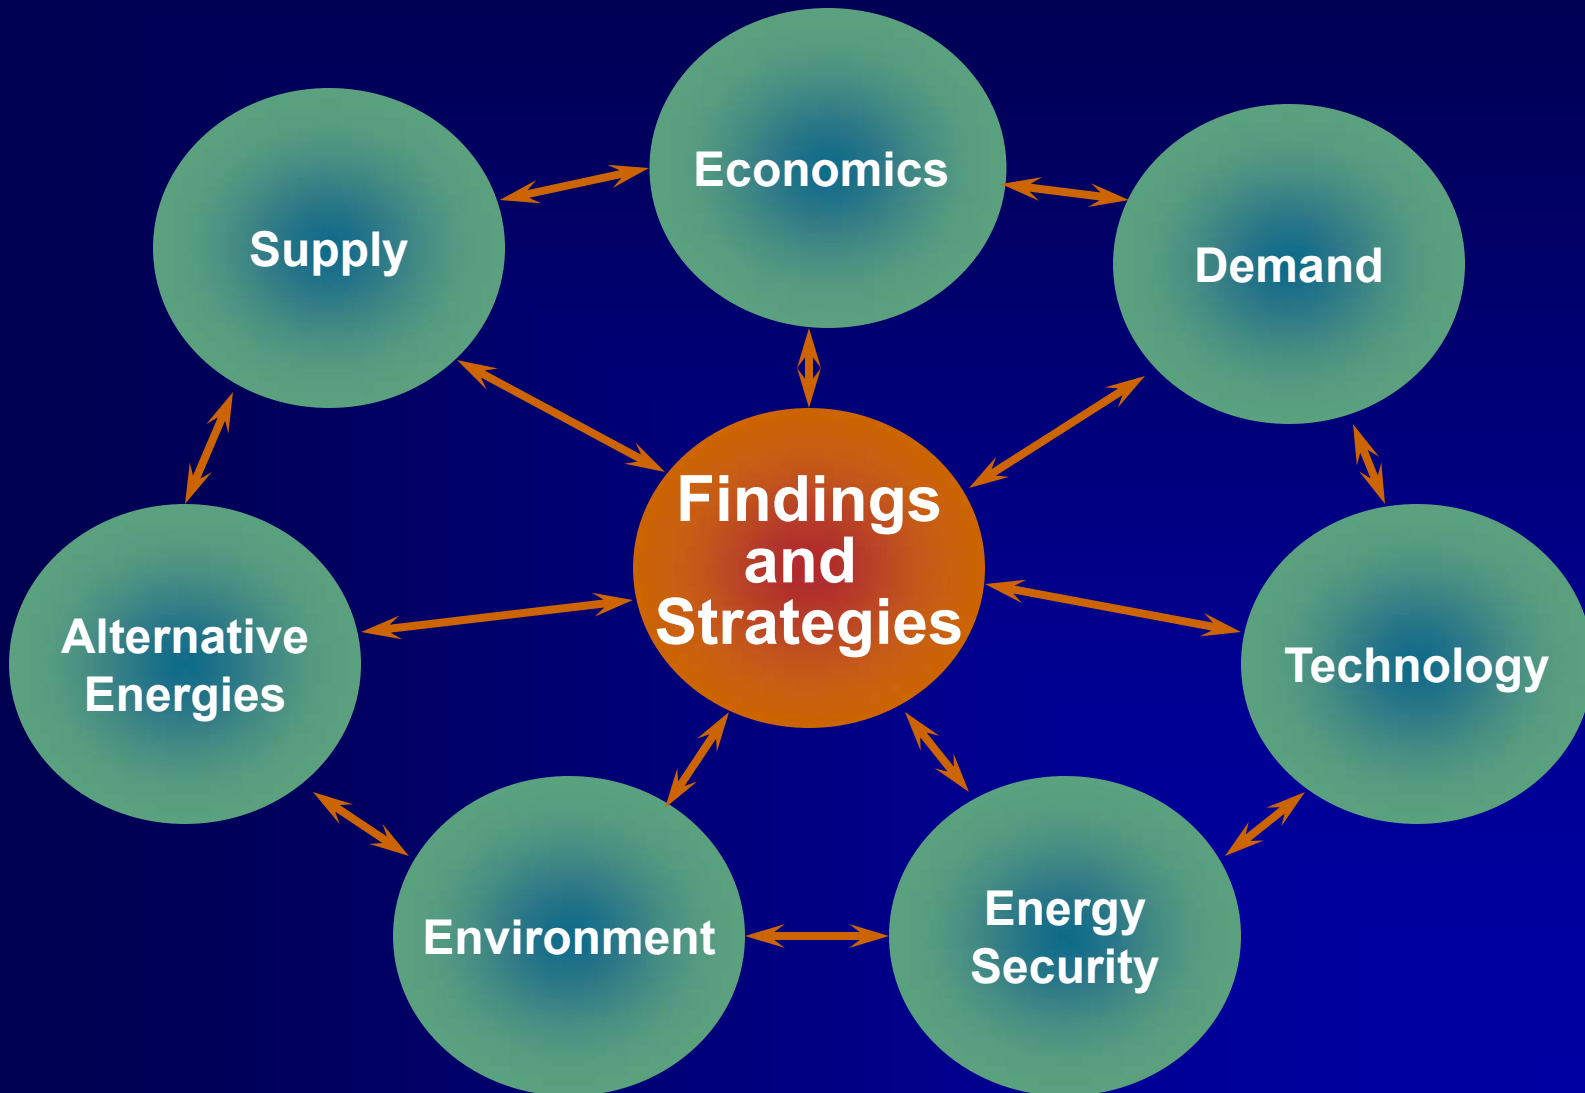 Economics
Supply
Demand
Findings
and
Strategies
Alternative
Energies
Technology
Environment
Energy
Security